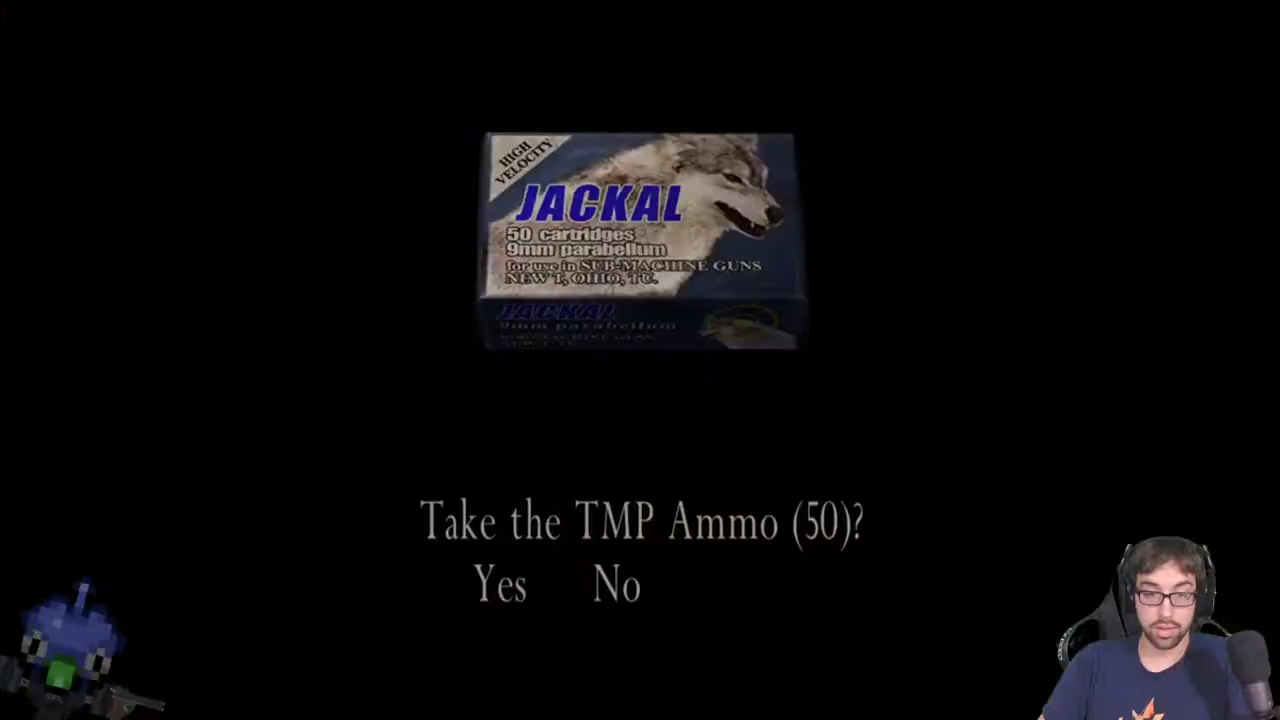 HIGH
VELOCITY
JACKAL
50 cartridges
9mm parabellum
for use in SUB-MACHINE GUNS
NEWT, OHIO, TC.
JACKAL
9mm parabellum
Take the TMP Ammo (50)?
Yes No